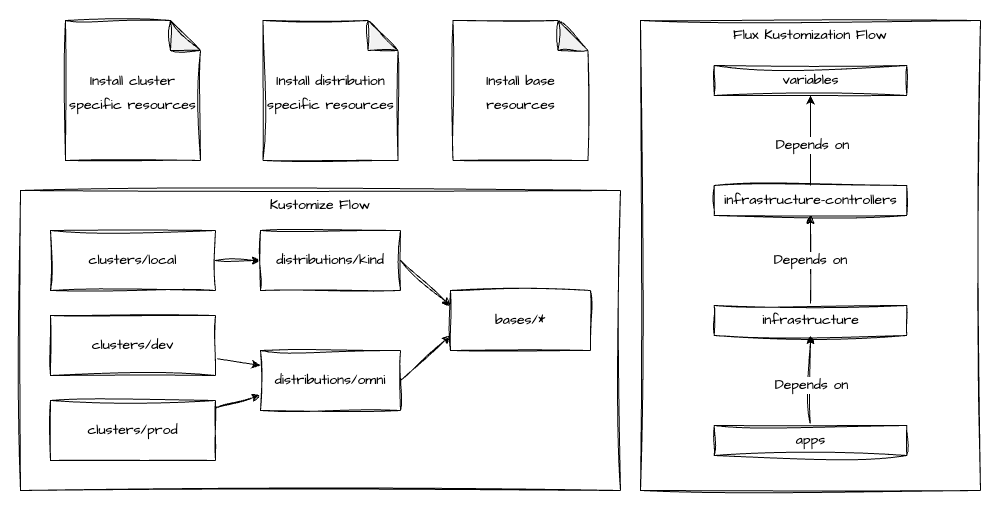 Install cluster
specific resources
Install distribution
specific resources
Install base
resources
Kustomize Flow
clusters/local
distributions/kind
bases/*
clusters/dev
distributions/omni
clusters/prod
Flux Kustomization Flow
variables
Depends on
infrastructure-controllers
Depends on
infrastructure
Depends on
apps